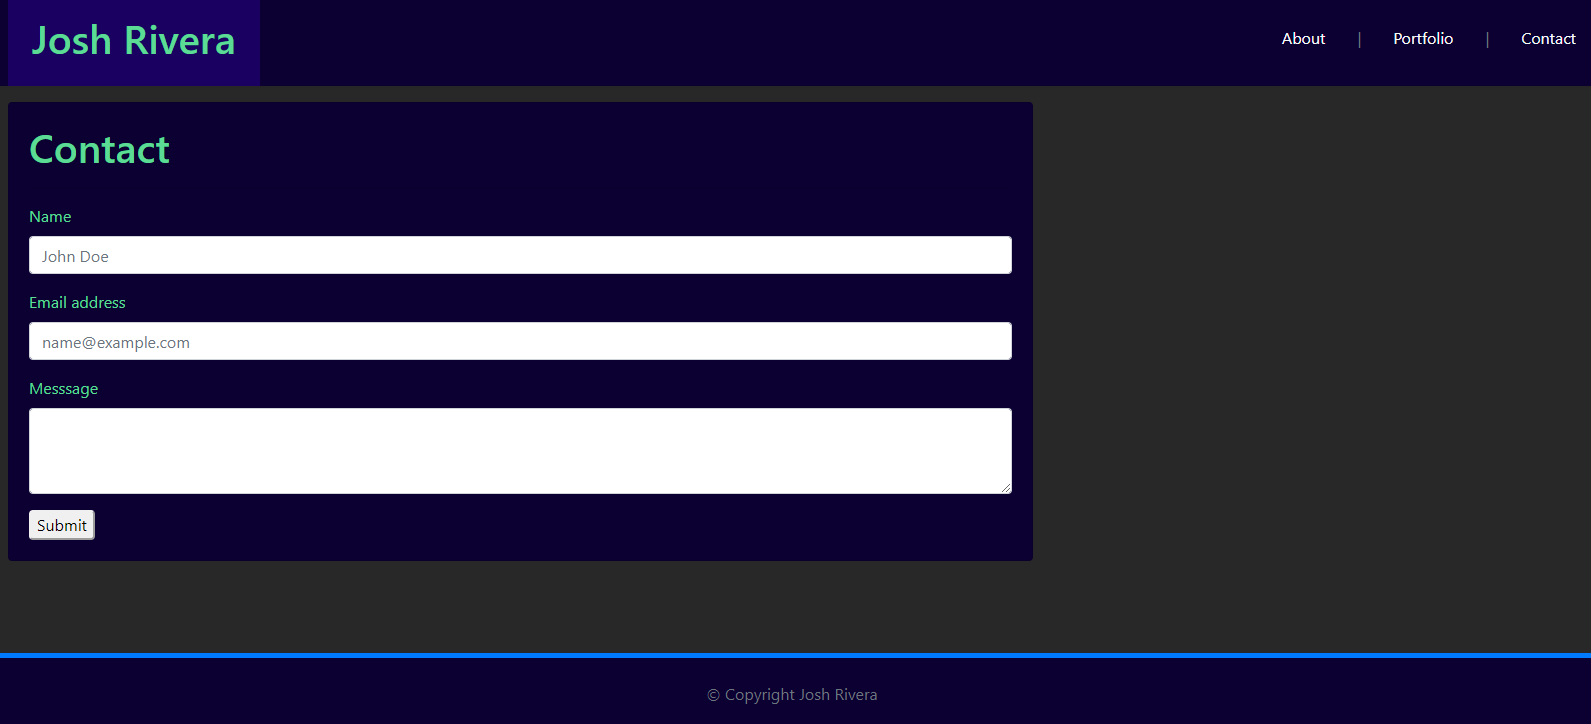 Josh Rivera
About | Portfolio | Contact
Contact
Name
John Doe
Email address
name@example.com
Messsage
Submit
© Copyright Josh Rivera